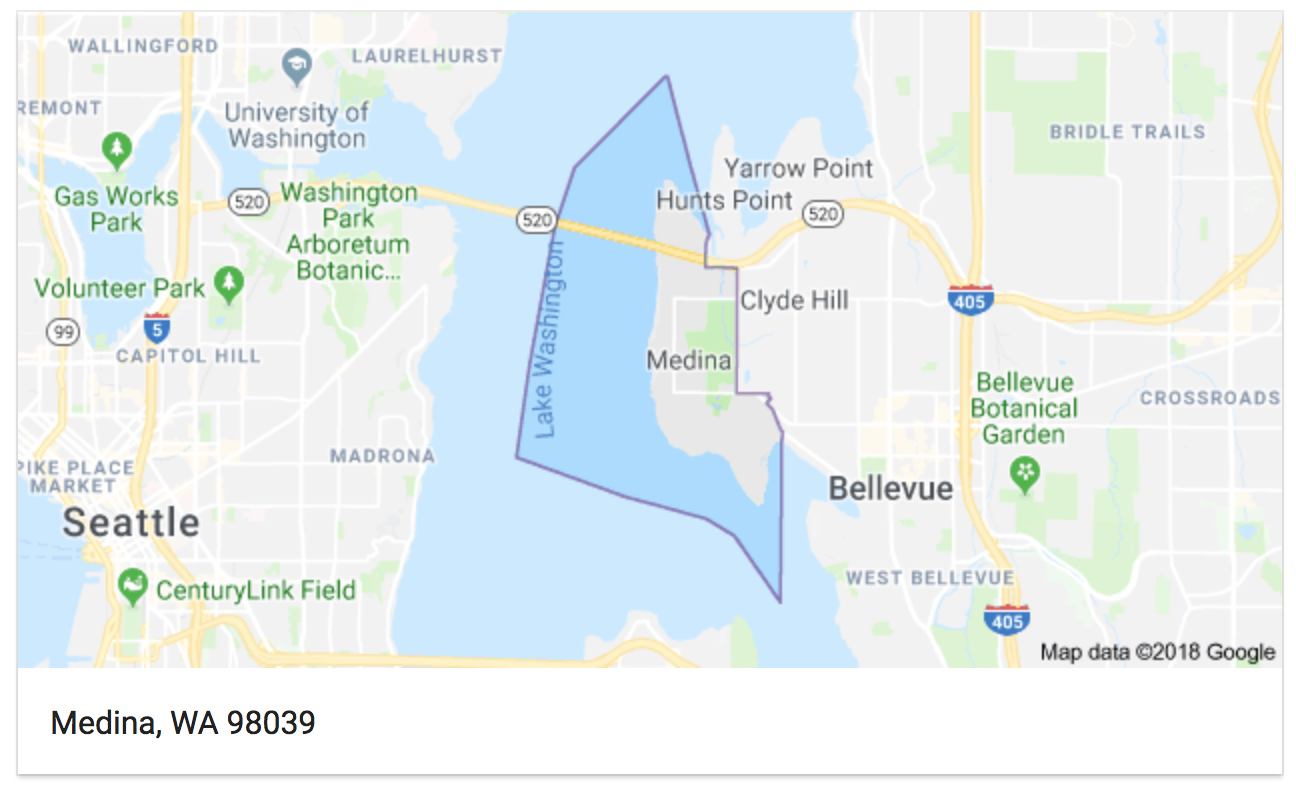 WALLINGFORD
LAURELHURST
REMONT
University of
Washington
BRIDLE TRAILS
Yarrow Point
Hunts Point
Gas Works
Park
520
Washington
Park
Arboretum
Botanic...
520
520
Volunteer Park
Lake Washington
Clyde Hill
405
99
5
CAPITOL HILL
Medina
Bellevue
Botanical
Garden
CROSSROADS
MADRONA
PIKE PLACE
MARKET
Seattle
Bellevue
CenturyLink Field
WEST BELLEVUE
405
Map data ©2018 Google
Medina, WA 98039